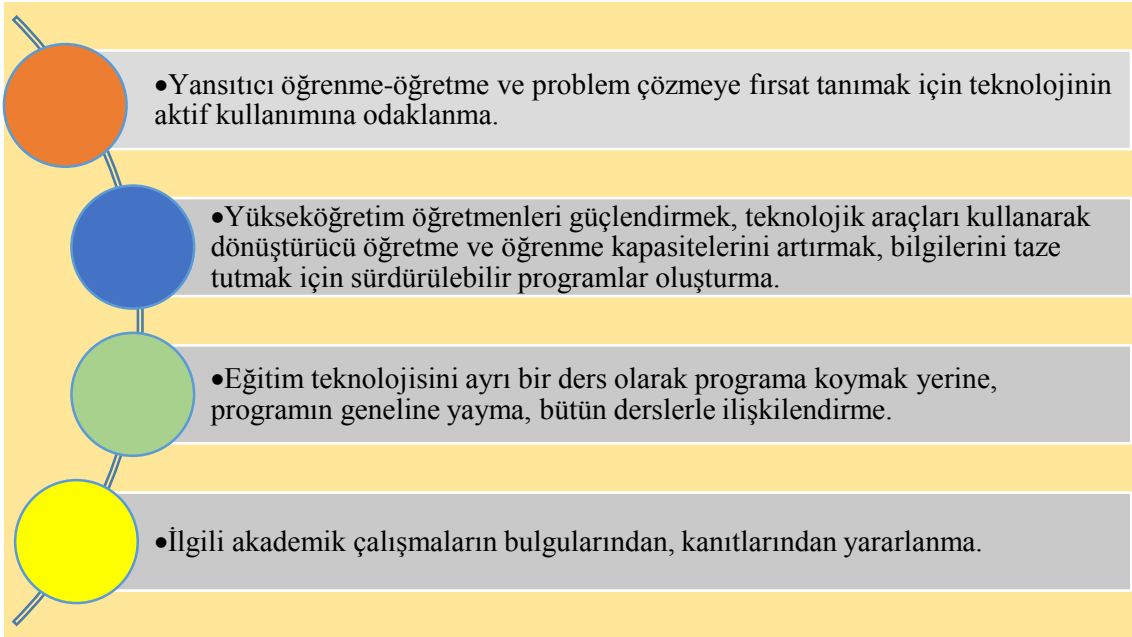 •Yansıtıcı öğrenme-öğretme ve problem çözmeye fırsat tanımak için teknolojinin
aktif kullanımına odaklanma.
•Yükseköğretim öğretmenleri güçlendirmek, teknolojik araçları kullanarak
dönüştürücü öğretme ve öğrenme kapasitelerini artırmak, bilgilerini taze
tutmak için sürdürülebilir programlar oluşturma.
•Eğitim teknolojisini ayrı bir ders olarak programa koymak yerine,
programın geneline yayma, bütün derslerle ilişkilendirme.
•İlgili akademik çalışmaların bulgularından, kanıtlarından yararlanma.